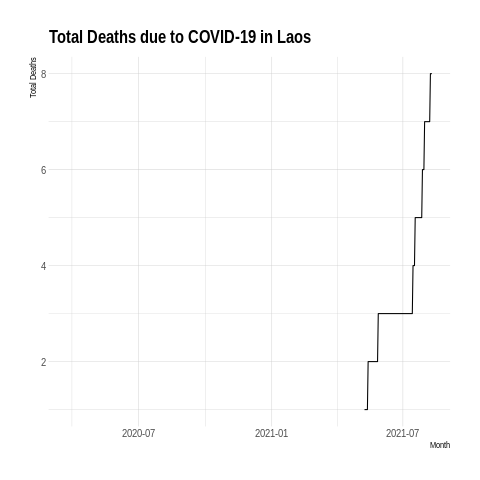 Total Deaths due to COVID-19 in Laos
Total Deaths
8
6
4
2
2020-07
2021-01
2021-07
Month